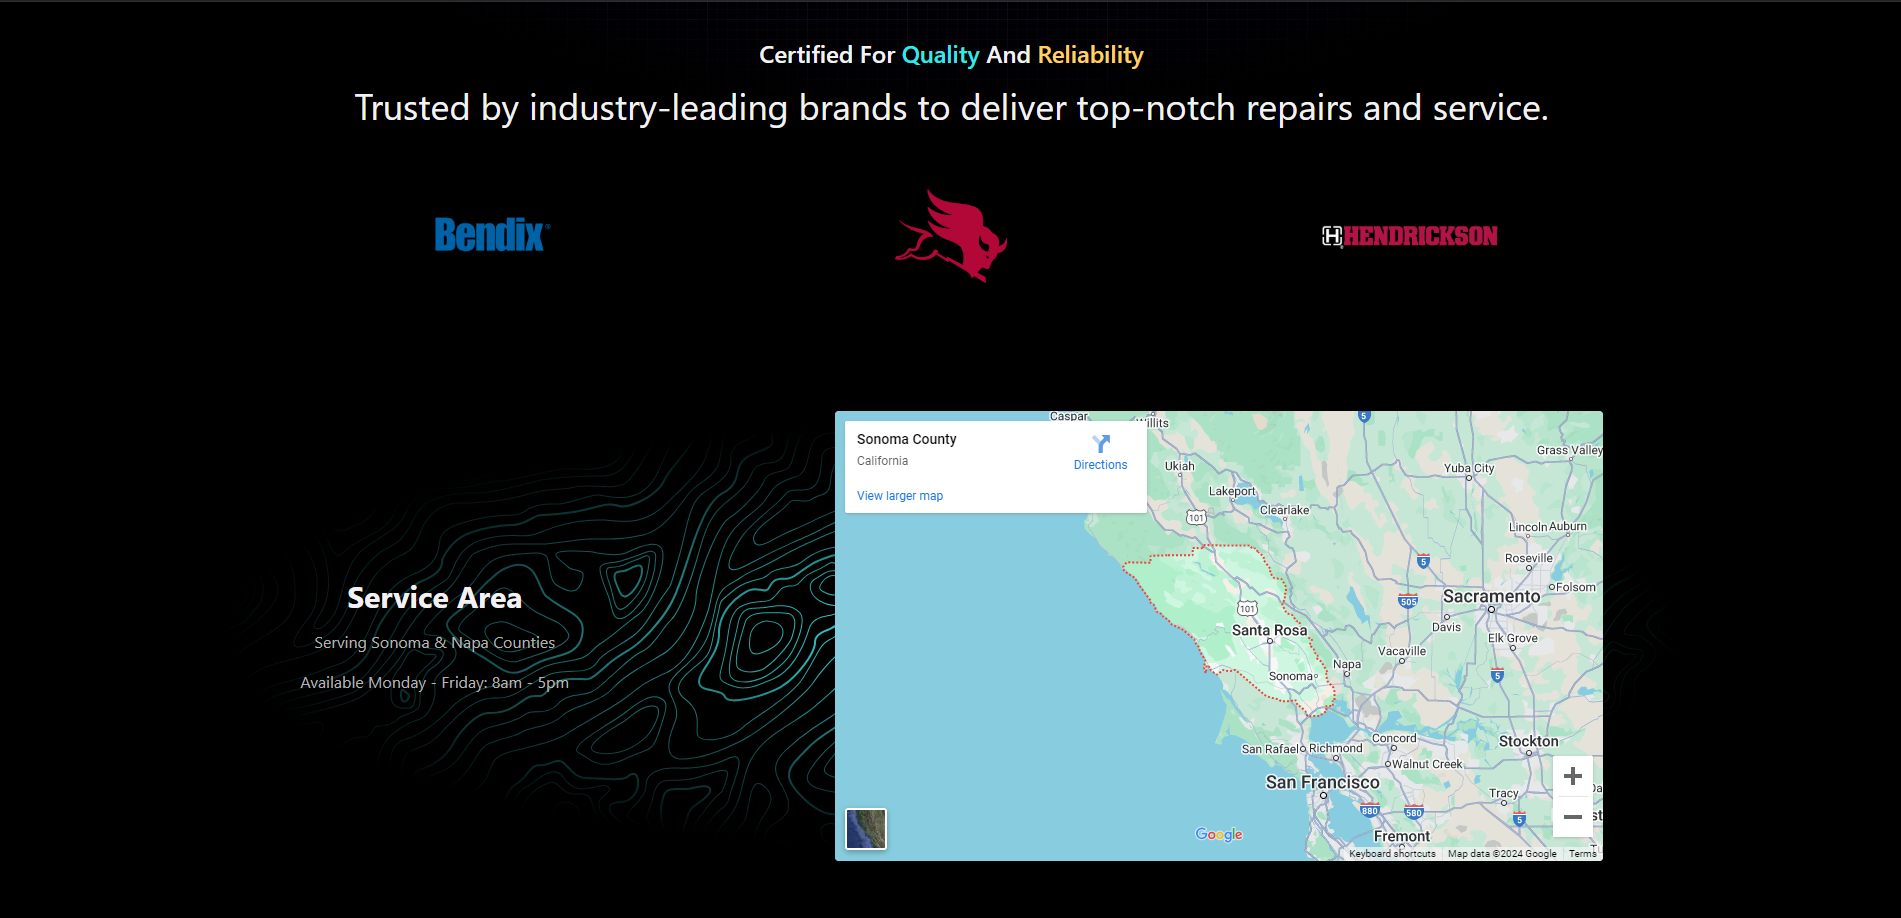 Certified For Quality And Reliability
Trusted by industry-leading brands to deliver top-notch repairs and service.
Bendix®
H HENDRICKSON
Service Area
Serving Sonoma & Napa Counties
Available Monday - Friday: 8am - 5pm
Sonoma County
California
Directions
View larger map
Caspar
Willits
5
Grass Valley
Ukiah
Yuba City
Lakeport
Clearlake
101
Lincoln
Auburn
Roseville
5
Folsom
505
Sacramento
101
Santa Rosa
Davis
Elk Grove
Vacaville
Napa
Sonoma
5
Concord
Stockton
San Rafael
Richmond
Walnut Creek
San Francisco
Tracy
880
580
5
Google
Fremont
Keyboard shortcuts
Map data ©2024 Google
Terms